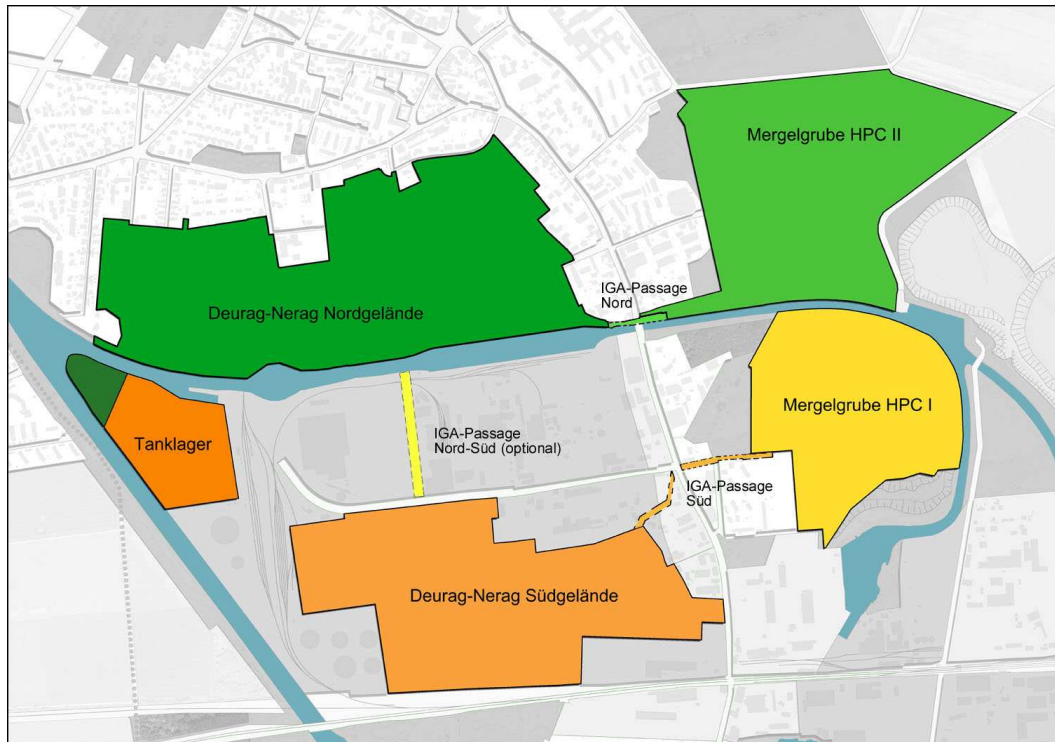 Mergelgrube HPC II
IGA-Passage
Nord
Deurag-Nerag Nordgelände
Mergelgrube HPC I
Tanklager
IGA-Passage
Nord-Süd (optional)
IGA-Passage
Süd
Deurag-Nerag Südgelände